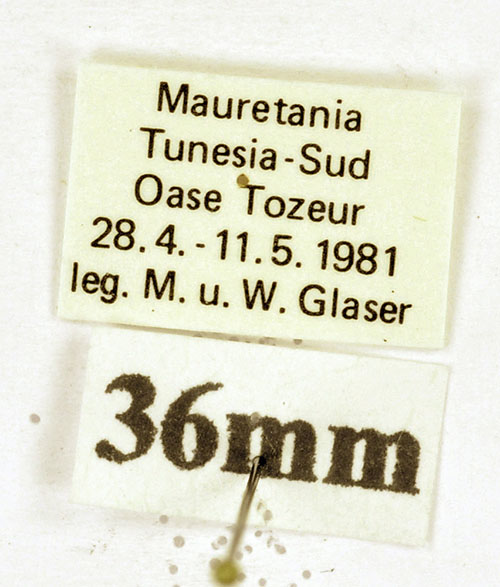 Mauretania
Tunesia-Sud
Oase Tozeur
28.4.-11.5.1981
leg. M. u. W. Glaser
36mm